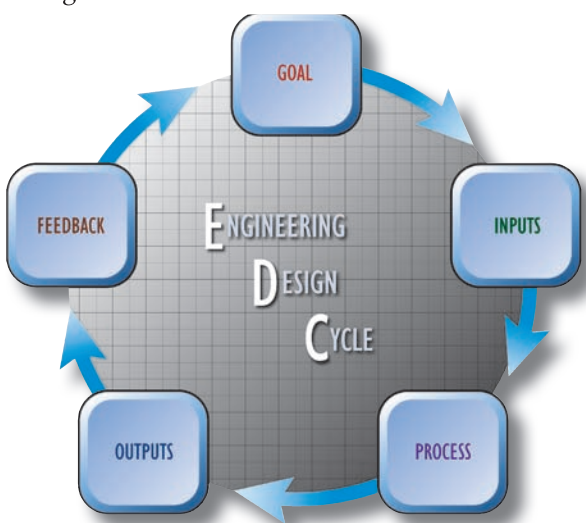 GOAL
INPUTS
PROCESS
OUTPUTS
FEEDBACK
ENGINEERING
DESIGN
CYCLE